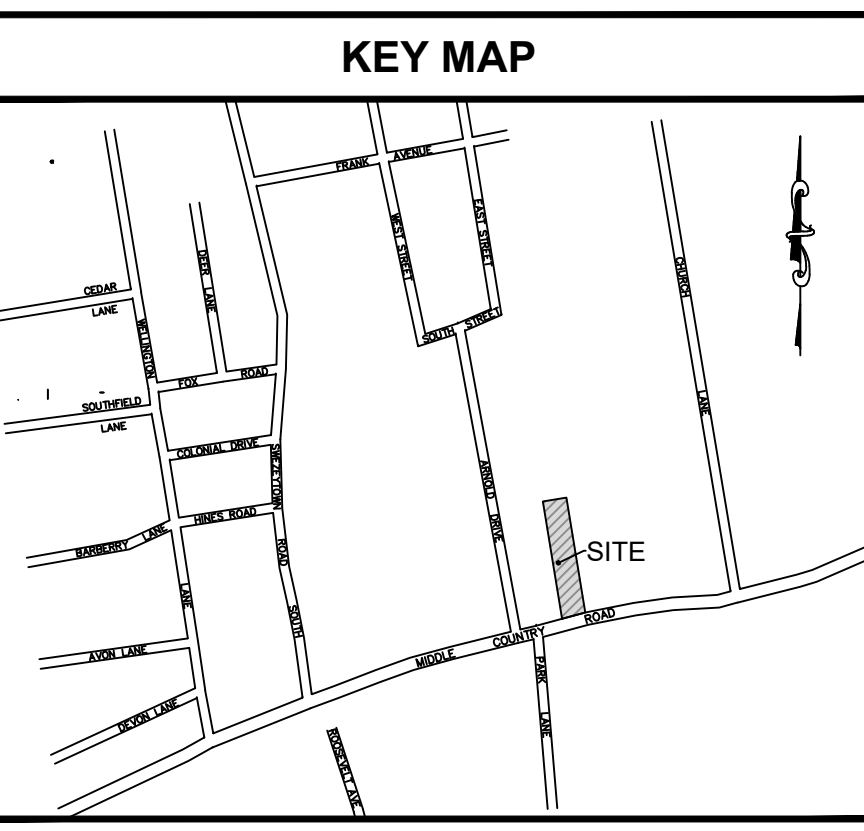 KEY MAP
FRANK AVENUE
WEST STREET
EAST STREET
DEER LANE
CHURCH LANE
CEDAR
LANE
WELLINGTON LANE
SOUTH STREET
FOX ROAD
SOUTHFIELD
LANE
COLONIAL DRIVE
SWEZEYTOWN ROAD SOUTH
ARNOLD DRIVE
HINES ROAD
BARBERRY LANE
SITE
AVON LANE
MIDDLE COUNTRY ROAD
PARK LANE
DEVON LANE
ROOSEVELT AVE